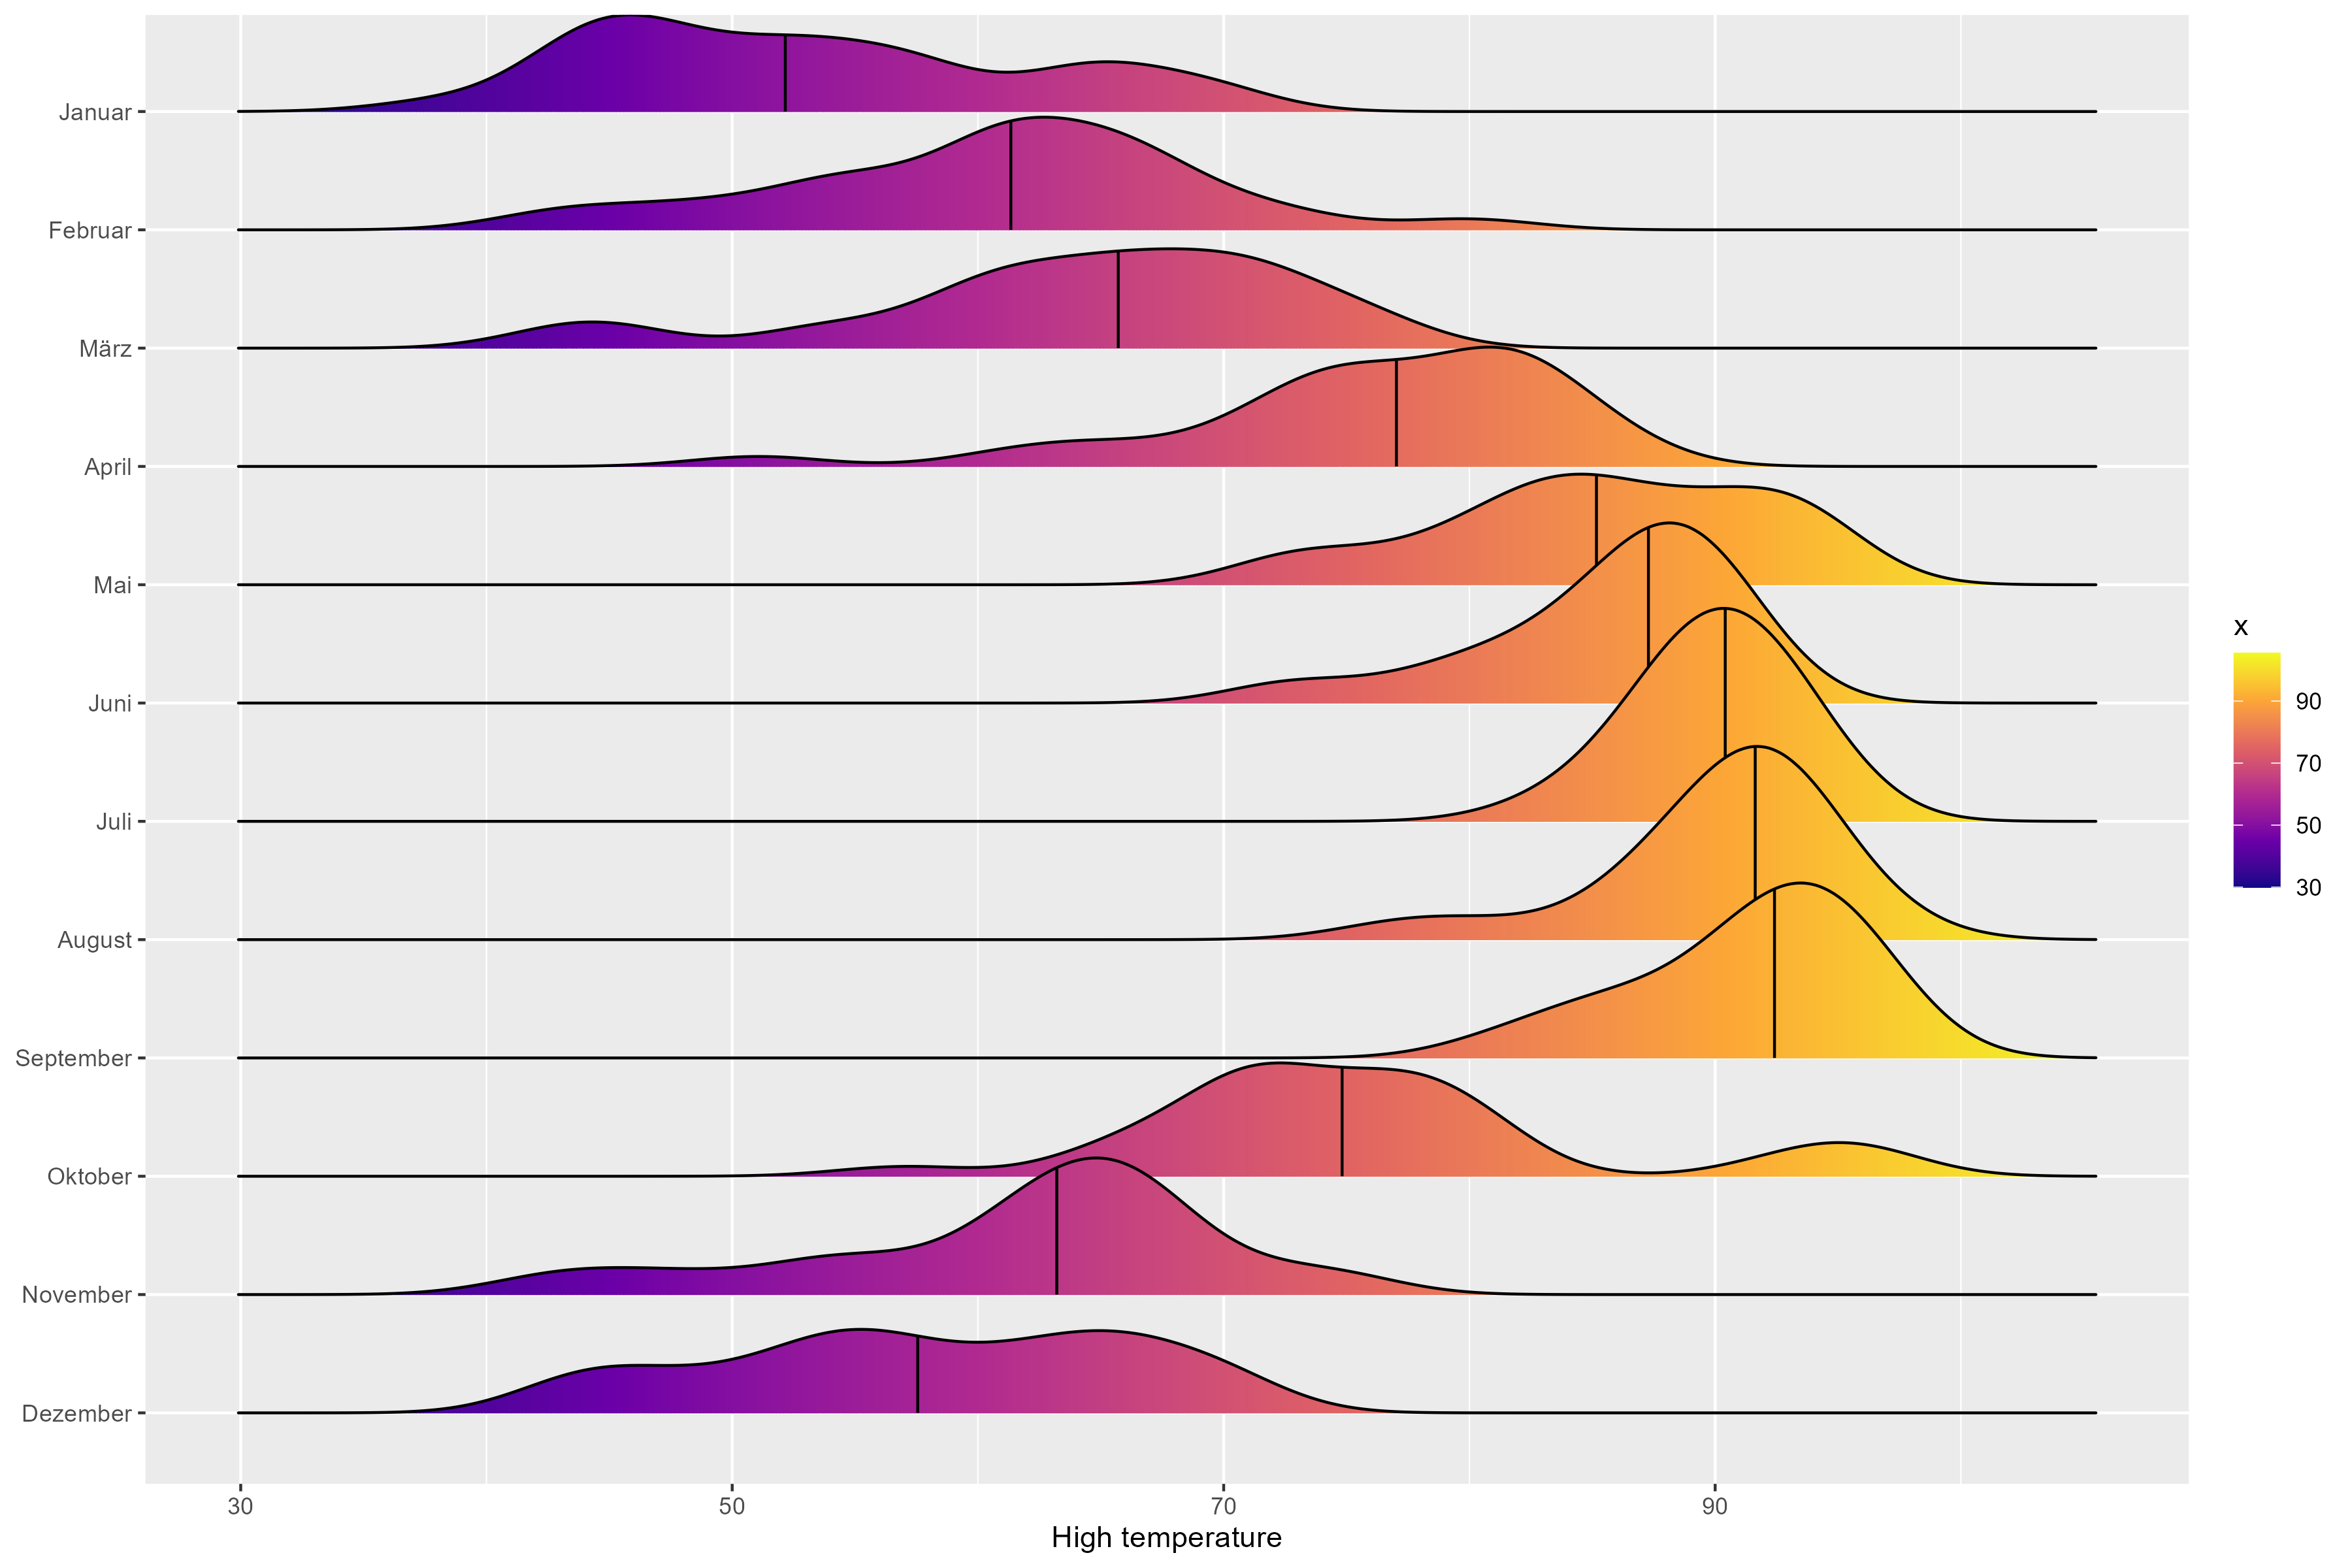 Januar
Februar
März
April
Mai
Juni
Juli
August
September
Oktober
November
Dezember
30 50 70 90
High temperature
x
90
70
50
30